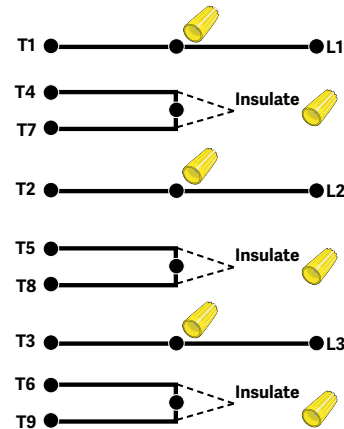 T1 L1
T4
Insulate
T7
T2 L2
T5
Insulate
T8
T3 L3
T6
Insulate
T9